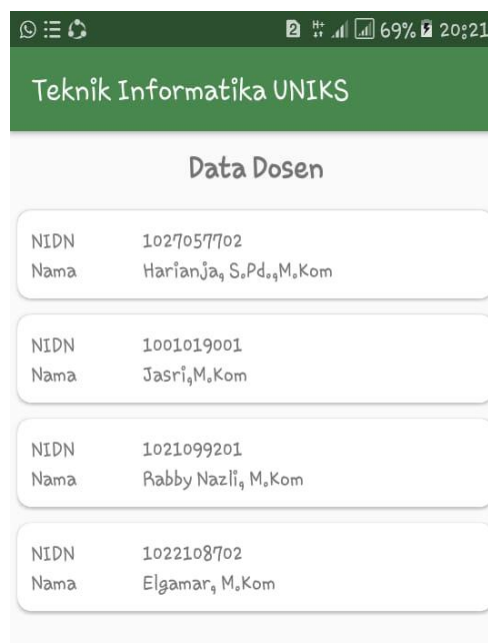 2 H+ 69% 20:21
Teknik Informatika UNIKS
Data Dosen
NIDN 1027057702
Nama Harianja, S.Pd.,M.Kom
NIDN 1001019001
Nama Jasri,M.Kom
NIDN 1021099201
Nama Rabby Nazli, M.Kom
NIDN 1022108702
Nama Elgamar, M.Kom